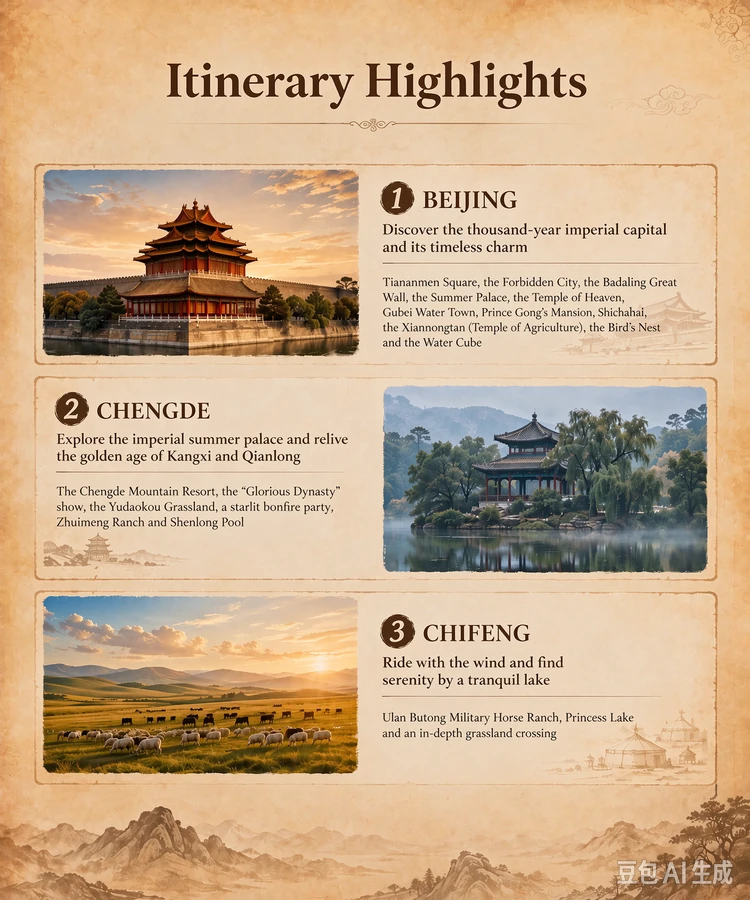 Itinerary Highlights
1 BEIJING
Discover the thousand-year imperial capital
and its timeless charm
Tiananmen Square, the Forbidden City, the Badaling Great
Wall, the Summer Palace, the Temple of Heaven,
Gubei Water Town, Prince Gong's Mansion, Shichahai,
the Xiannongtan (Temple of Agriculture), the Bird's Nest
and the Water Cube
2 CHENGDE
Explore the imperial summer palace and relive
the golden age of Kangxi and Qianlong
The Chengde Mountain Resort, the “Glorious Dynasty”
show, the Yudaokou Grassland, a starlit bonfire party,
Zhuimeng Ranch and Shenlong Pool
3 CHIFENG
Ride with the wind and find
serenity by a tranquil lake
Ulan Butong Military Horse Ranch, Princess Lake
and an in-depth grassland crossing
豆包AI生成